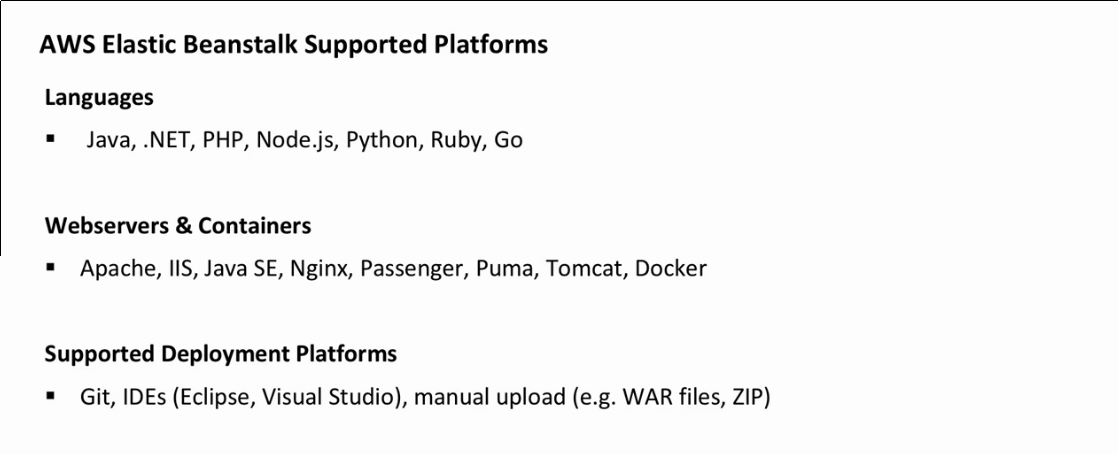 AWS Elastic Beanstalk Supported Platforms
Languages
▪ Java, .NET, PHP, Node.js, Python, Ruby, Go
Webservers & Containers
▪ Apache, IIS, Java SE, Nginx, Passenger, Puma, Tomcat, Docker
Supported Deployment Platforms
▪ Git, IDEs (Eclipse, Visual Studio), manual upload (e.g. WAR files, ZIP)